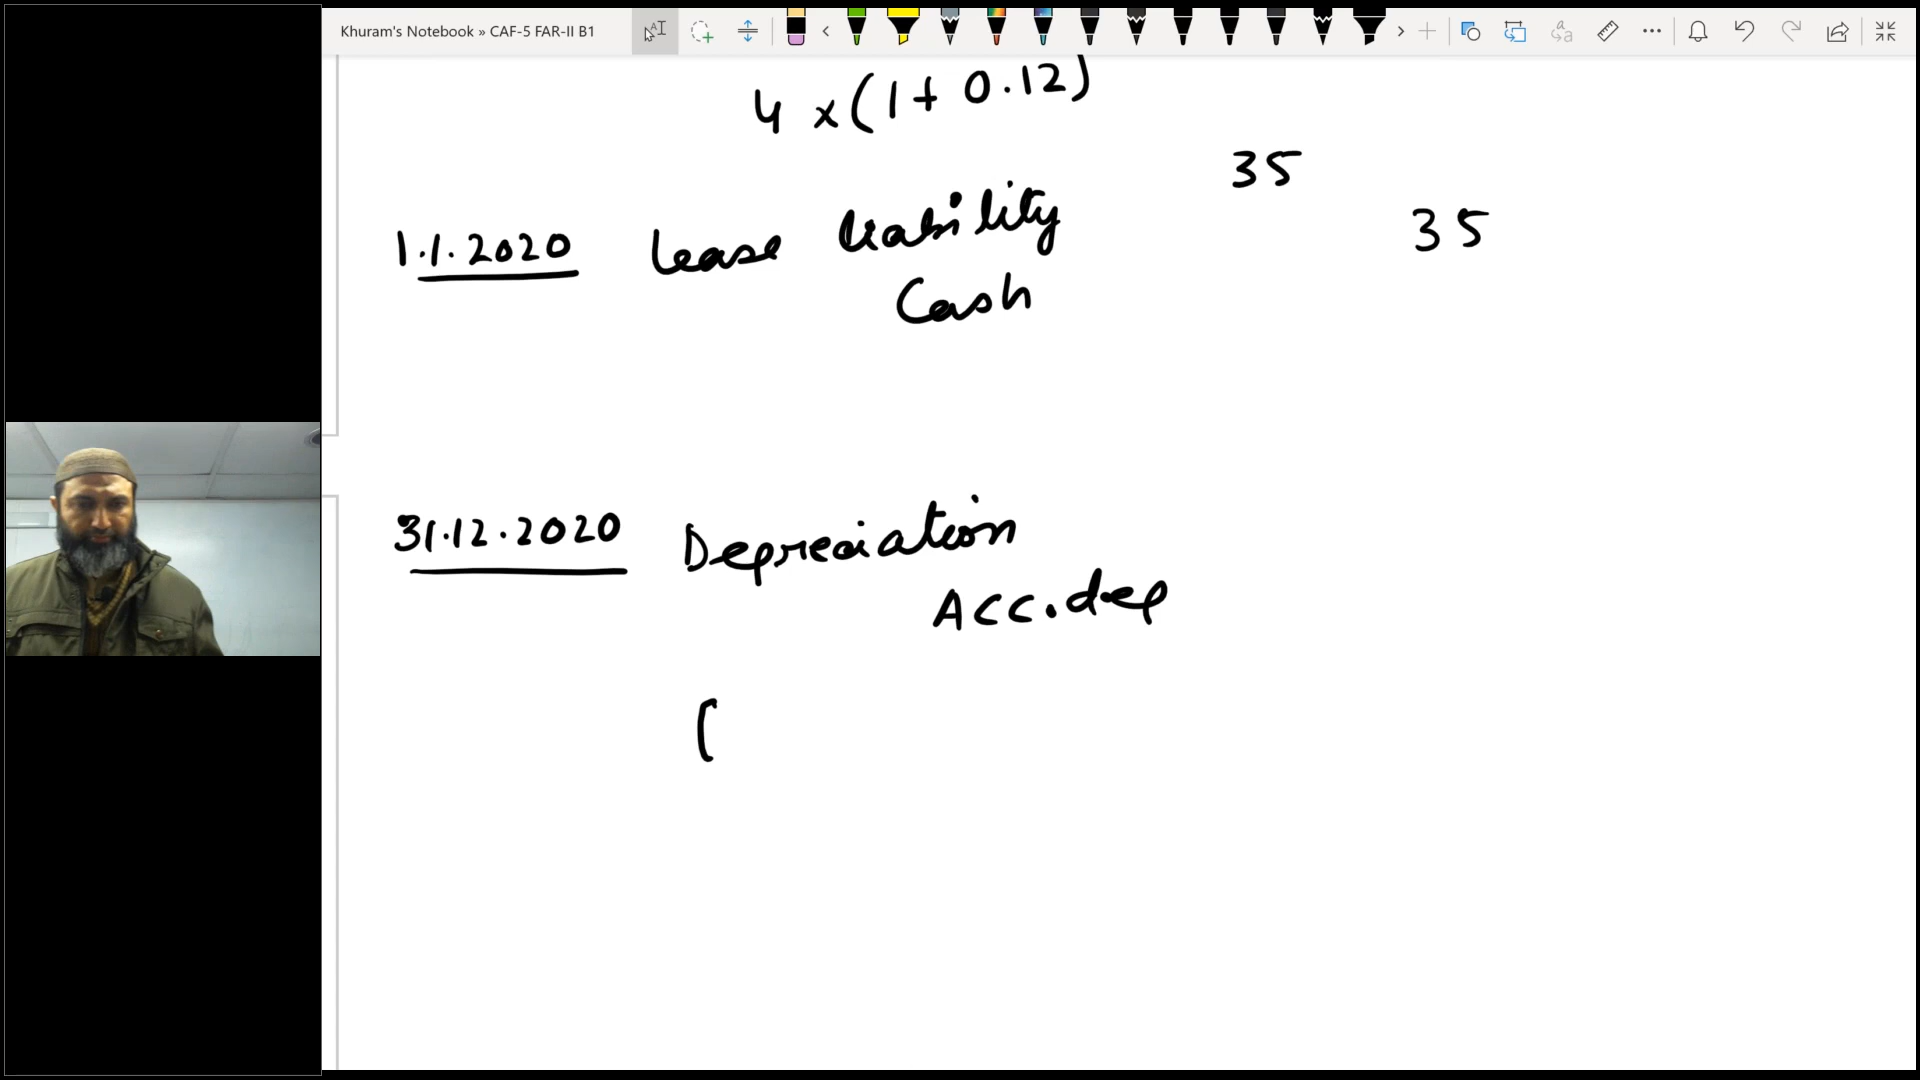 Khuram's Notebook » CAF-5 FAR-II B1
4 x (1 + 0.12)
1.1.2020 Lease liability 35
Cash 35
31.12.2020 Depreciation
Acc. dep
(